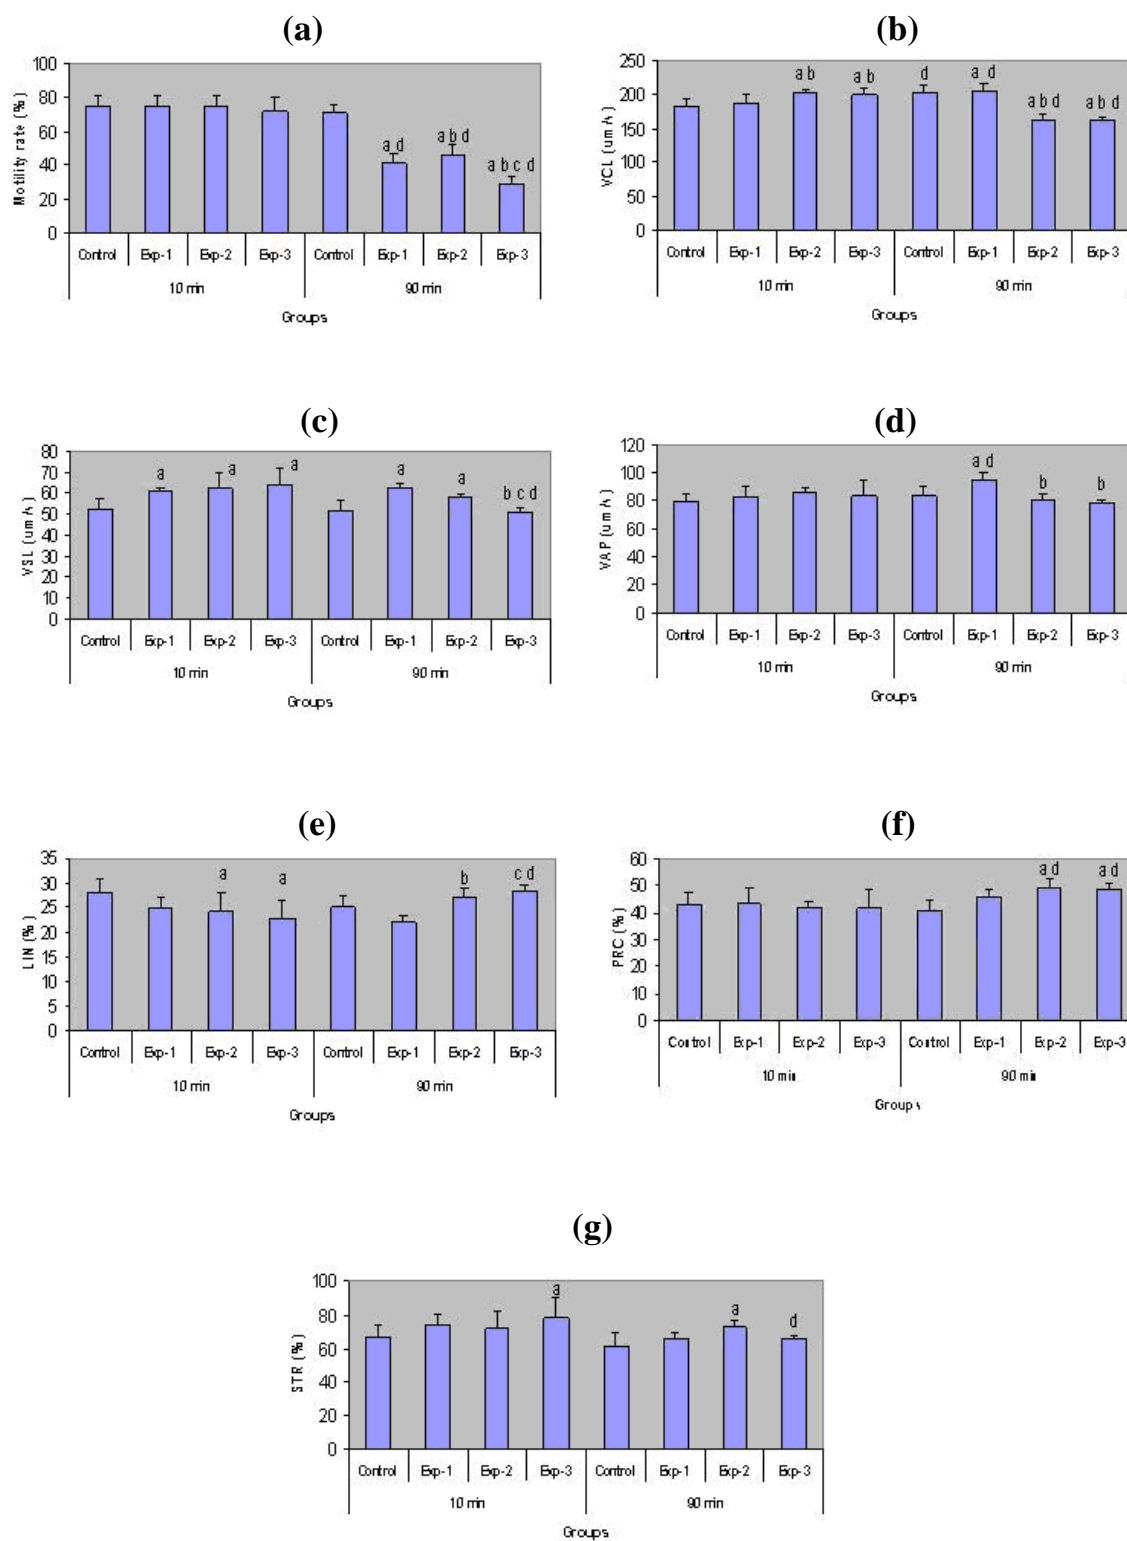 (a)
(b)
100
80
60
40
20
0
Motility rate (%)
a d
a b d
a b c d
Control Exp-1 Exp-2 Exp-3 Control Exp-1 Exp-2 Exp-3
10 min 90 min
Groups
250
200
150
100
50
0
VCL (um/s)
a b
a b
d
a d
a b d
a b d
Control Exp-1 Exp-2 Exp-3 Control Exp-1 Exp-2 Exp-3
10 min 90 min
Groups
(c)
(d)
80
70
60
50
40
30
20
10
0
VSL (um/s)
a
a
a
a
a
b c d
Control Exp-1 Exp-2 Exp-3 Control Exp-1 Exp-2 Exp-3
10 min 90 min
Groups
120
100
80
60
40
20
0
VAP (um/s)
a d
b
b
Control Exp-1 Exp-2 Exp-3 Control Exp-1 Exp-2 Exp-3
10 min 90 min
Groups
(e)
(f)
35
30
25
20
15
10
5
0
LIN (%)
a
a
b
c d
Control Exp-1 Exp-2 Exp-3 Control Exp-1 Exp-2 Exp-3
10 min 90 min
Groups
60
50
40
30
20
10
0
PRC (%)
a d
a d
Control Exp-1 Exp-2 Exp-3 Control Exp-1 Exp-2 Exp-3
10 min 90 min
Groups
(g)
100
80
60
40
20
0
STR (%)
a
a
d
Control Exp-1 Exp-2 Exp-3 Control Exp-1 Exp-2 Exp-3
10 min 90 min
Groups